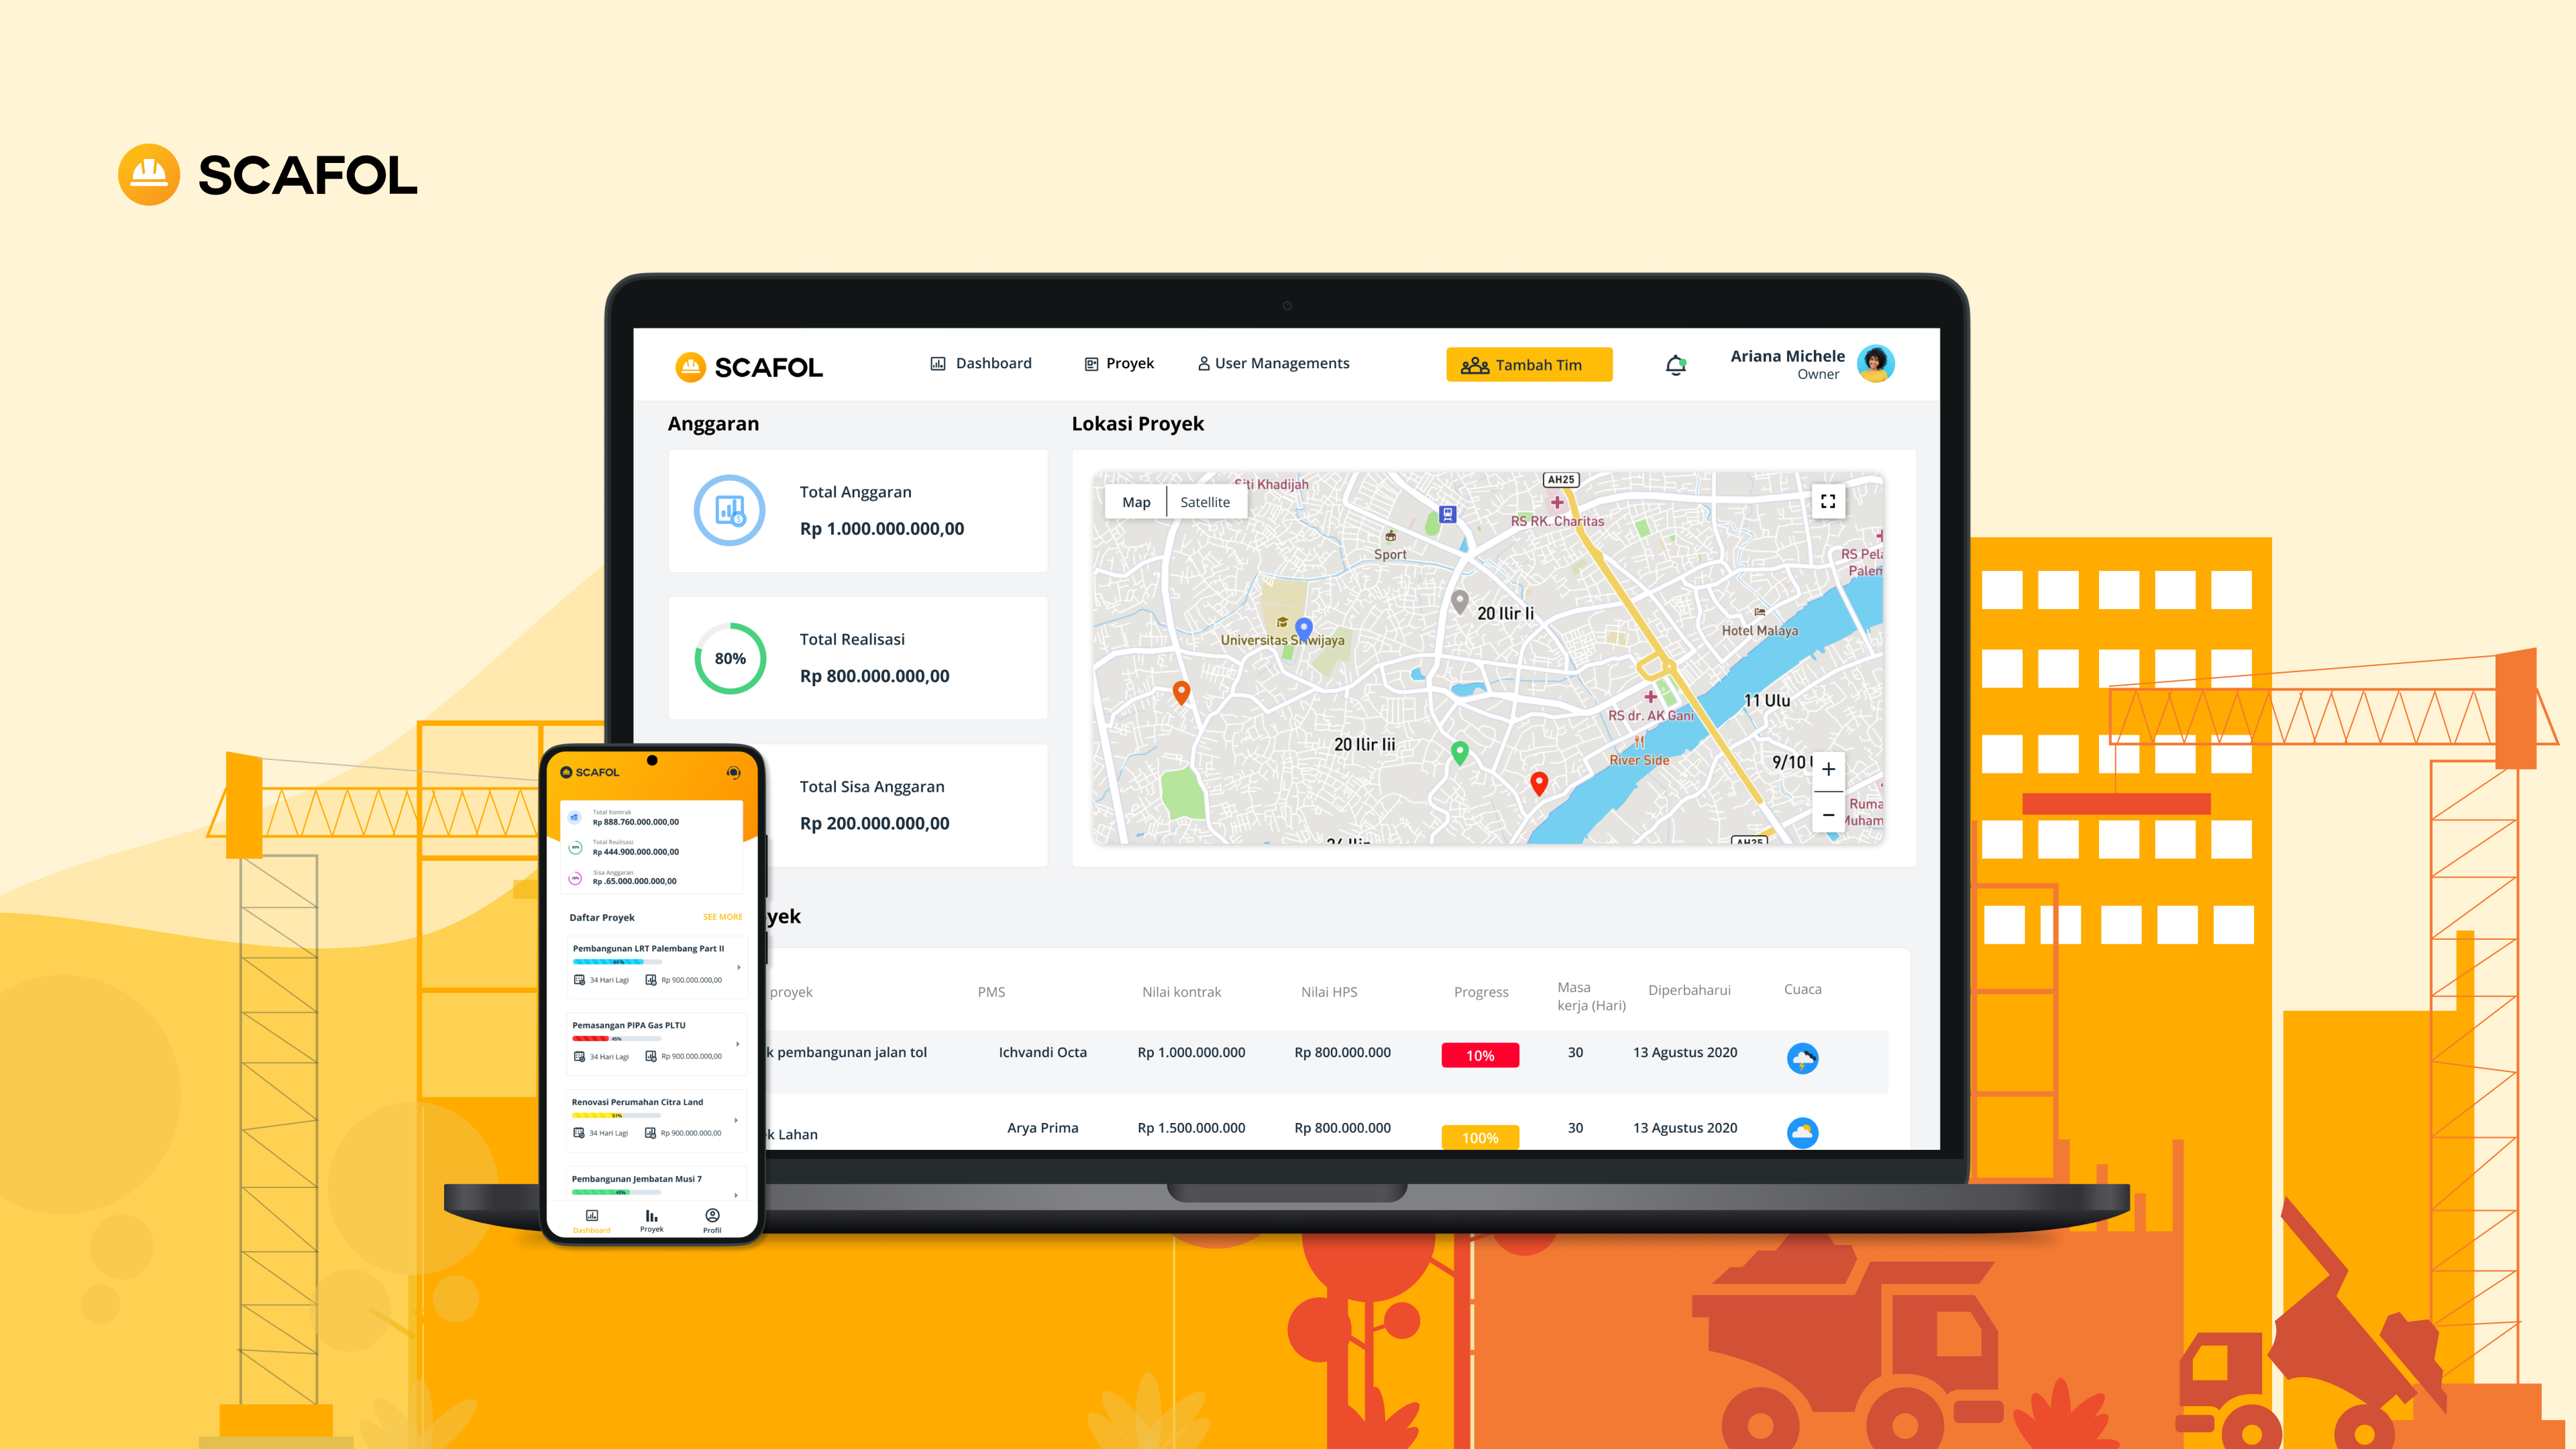 SCAFOL
SCAFOL
Dashboard
Proyek
User Managements
Tambah Tim
Ariana Michele
Owner
Anggaran
Total Anggaran
Rp 1.000.000.000,00
80%
Total Realisasi
Rp 800.000.000,00
Total Sisa Anggaran
Rp 200.000.000,00
Lokasi Proyek
Map
Satellite
Siti Khadijah
AH25
RS RK. Charitas
Sport
RS Pela
Palem
20 Ilir Ii
Universitas Sriwijaya
Hotel Malaya
11 Ulu
RS dr. AK Gani
20 Ilir Iii
River Side
9/10
+
Ruma
Muham
−
AH25
yek
proyek
PMS
Nilai kontrak
Nilai HPS
Progress
Masa
kerja (Hari)
Diperbaharui
Cuaca
k pembangunan jalan tol
Ichvandi Octa
Rp 1.000.000.000
Rp 800.000.000
10%
30
13 Agustus 2020
k Lahan
Arya Prima
Rp 1.500.000.000
Rp 800.000.000
100%
30
13 Agustus 2020
SCAFOL
Total Kontrak
Rp 888.760.000.000,00
Total Realisasi
Rp 444.900.000.000,00
Sisa Anggaran
Rp .65.000.000.000,00
Daftar Proyek
SEE MORE
Pembangunan LRT Palembang Part II
34 Hari Lagi
Rp 900.000.000,00
Pemasangan PIPA Gas PLTU
45%
34 Hari Lagi
Rp 900.000.000,00
Renovasi Perumahan Citra Land
51%
34 Hari Lagi
Rp 900.000.000,00
Pembangunan Jembatan Musi 7
45%
Dashboard
Proyek
Profil